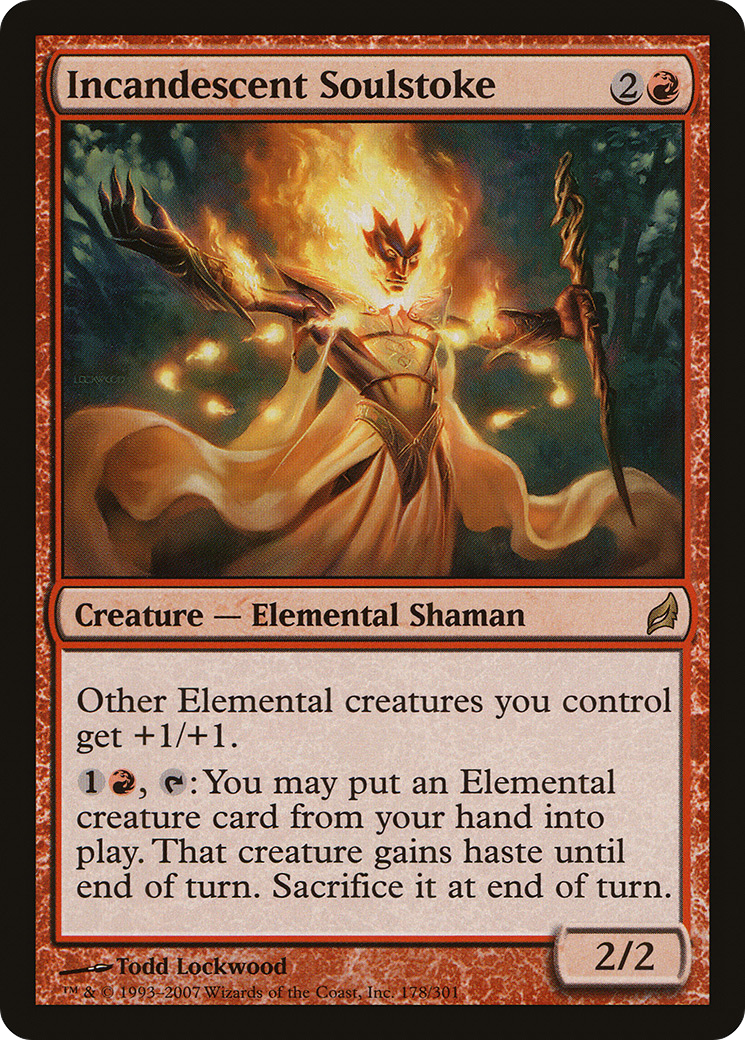 Incandescent Soulstoke 2
LOCKWOOD
Creature — Elemental Shaman
Other Elemental creatures you control
get +1/+1.
1 , : You may put an Elemental
creature card from your hand into
play. That creature gains haste until
end of turn. Sacrifice it at end of turn.
2/2
Todd Lockwood
™ & © 1993–2007 Wizards of the Coast, Inc. 178/301